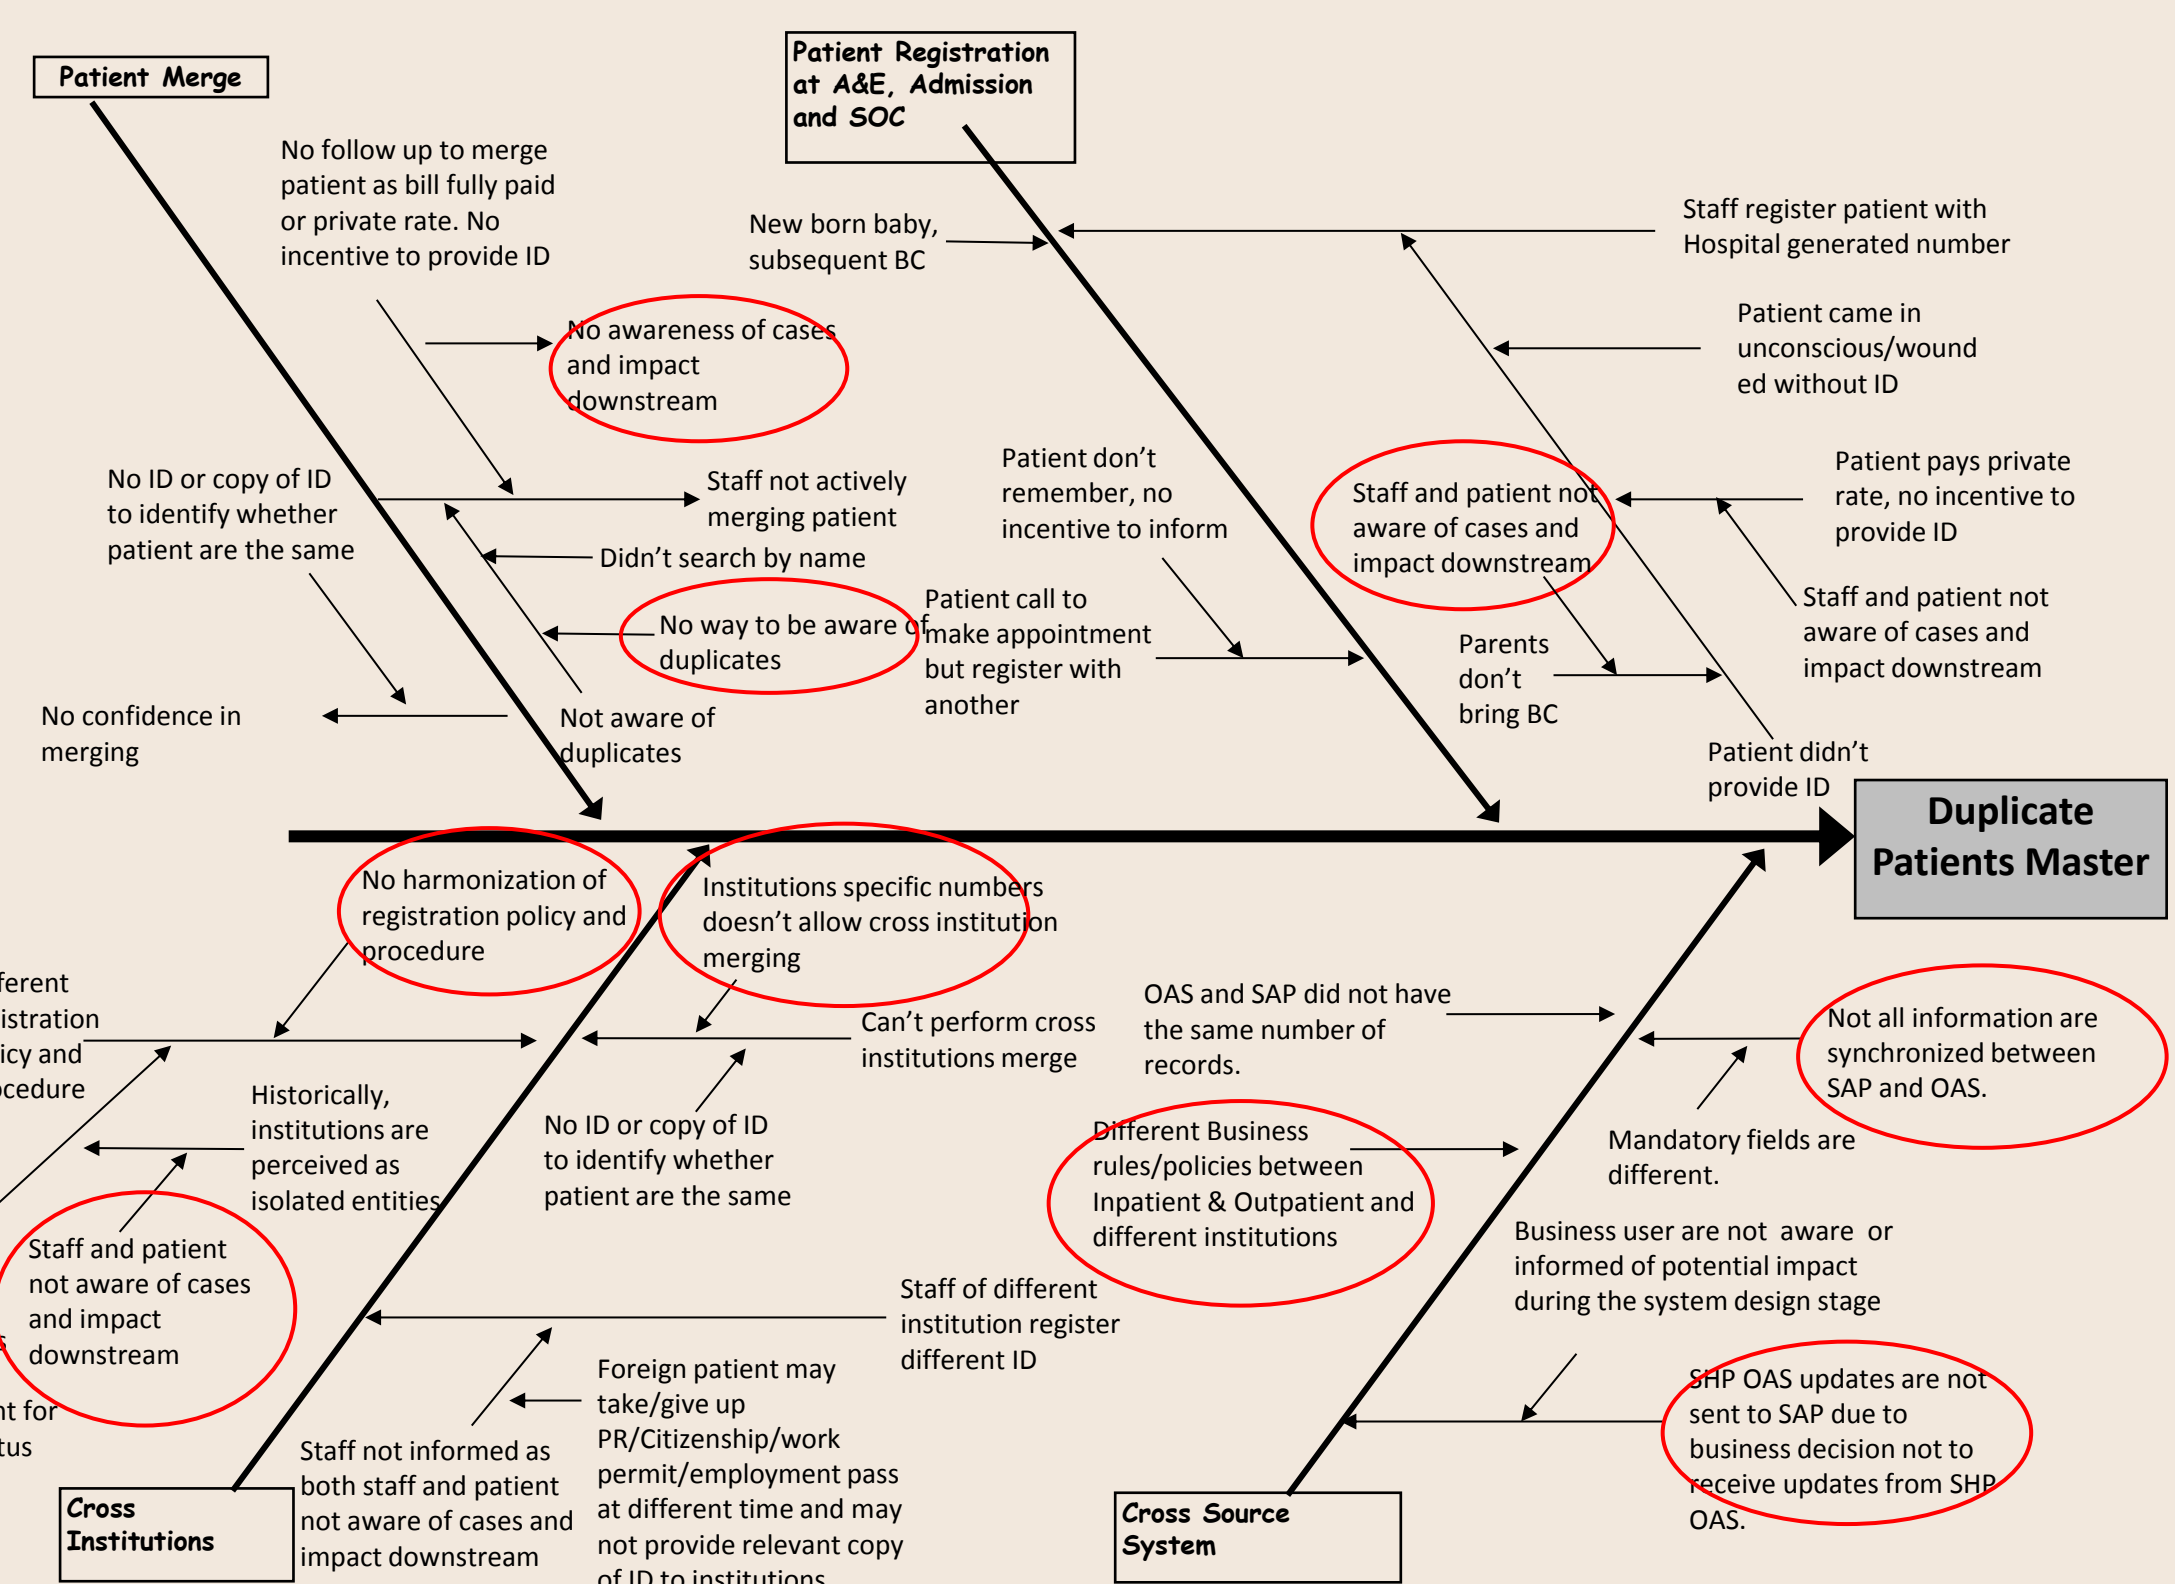 Patient Merge
Patient Registration
at A&E, Admission
and SOC
No follow up to merge
patient as bill fully paid
or private rate. No
incentive to provide ID
New born baby,
subsequent BC
Staff register patient with
Hospital generated number
No awareness of cases
and impact
downstream
Patient came in
unconscious/wound
ed without ID
No ID or copy of ID
to identify whether
patient are the same
Staff not actively
merging patient
Didn't search by name
Patient don't
remember, no
incentive to inform
Staff and patient not
aware of cases and
impact downstream
Patient pays private
rate, no incentive to
provide ID
No way to be aware of
duplicates
Patient call to
make appointment
but register with
another
Parents
don't
bring BC
Staff and patient not
aware of cases and
impact downstream
No confidence in
merging
Not aware of
duplicates
Patient didn't
provide ID
Duplicate
Patients Master
No harmonization of
registration policy and
procedure
Institutions specific numbers
doesn't allow cross institution
merging
ferent
istration
icy and
ocedure
Can't perform cross
institutions merge
OAS and SAP did not have
the same number of
records.
Not all information are
synchronized between
SAP and OAS.
Historically,
institutions are
perceived as
isolated entities
No ID or copy of ID
to identify whether
patient are the same
Different Business
rules/policies between
Inpatient & Outpatient and
different institutions
Mandatory fields are
different.
Staff and patient
not aware of cases
and impact
downstream
s
nt for
tus
Staff of different
institution register
different ID
Business user are not aware or
informed of potential impact
during the system design stage
Foreign patient may
take/give up
PR/Citizenship/work
permit/employment pass
at different time and may
not provide relevant copy
of ID to institutions
Staff not informed as
both staff and patient
not aware of cases and
impact downstream
SHP OAS updates are not
sent to SAP due to
business decision not to
receive updates from SHP
OAS.
Cross
Institutions
Cross Source
System